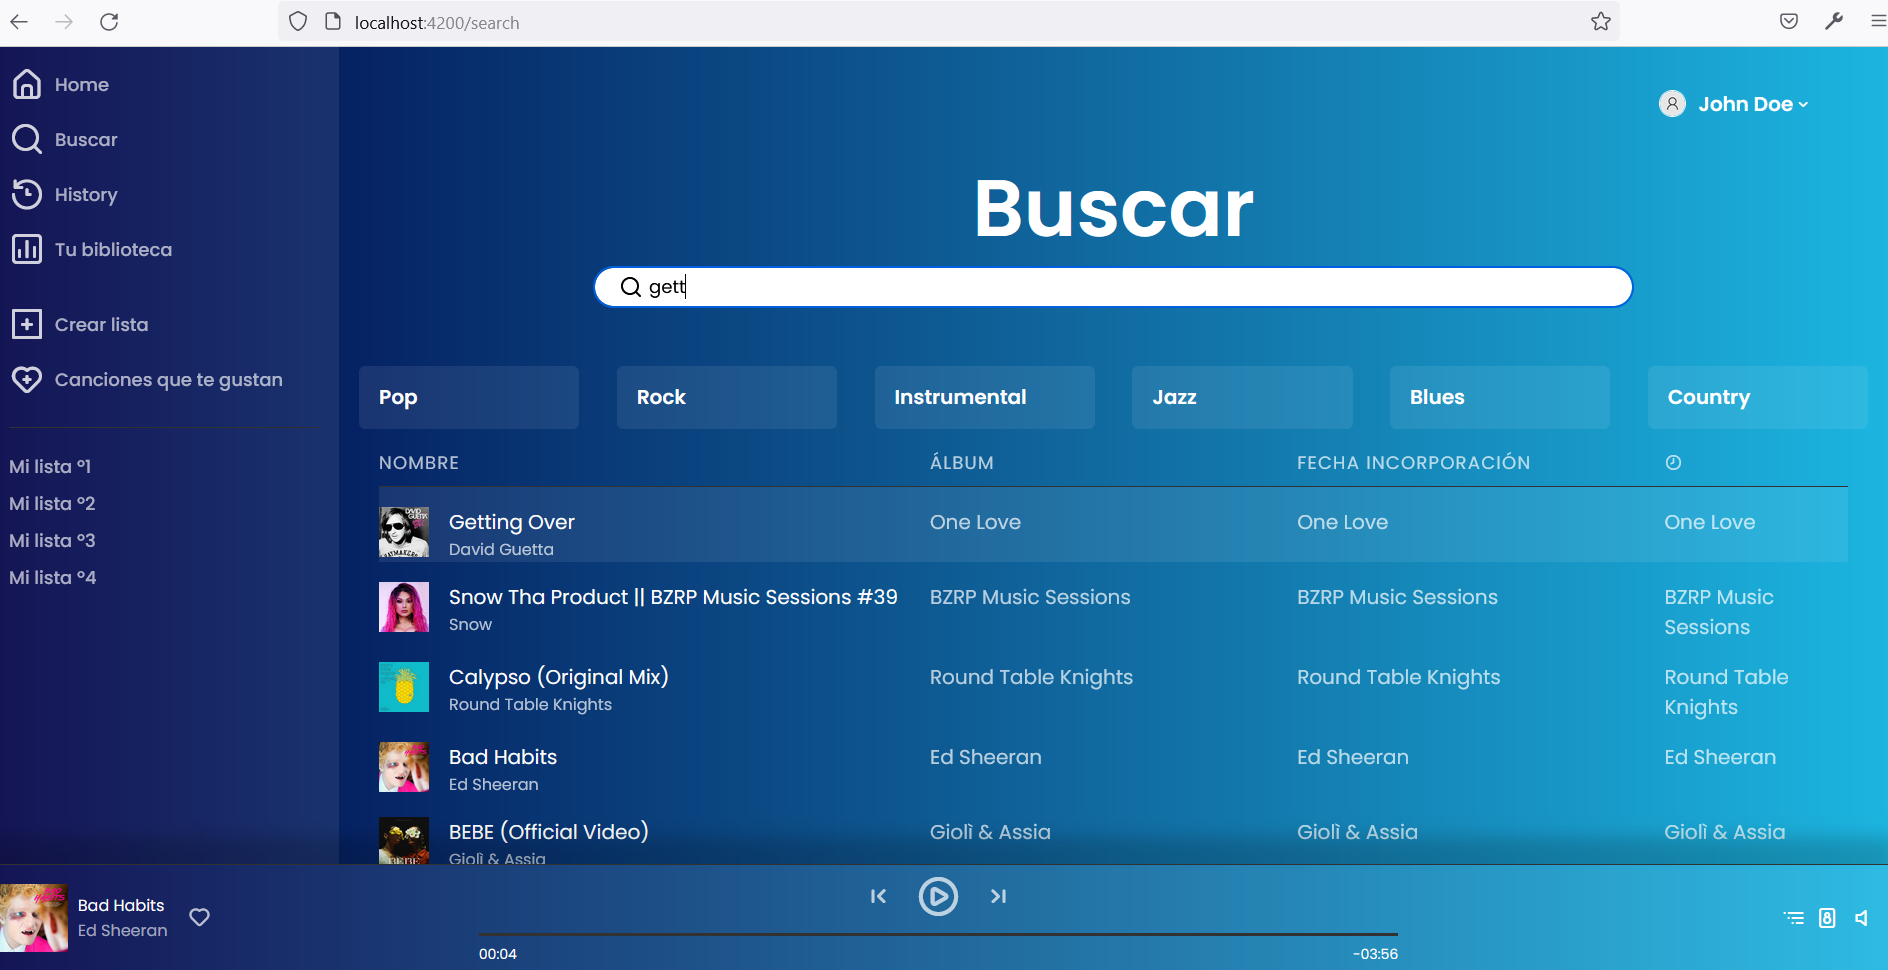 localhost:4200/search
Home
Buscar
History
Tu biblioteca
Crear lista
Canciones que te gustan
Mi lista º1
Mi lista º2
Mi lista º3
Mi lista º4
John Doe
Buscar
gett
Pop Rock Instrumental Jazz Blues Country
NOMBRE ÁLBUM FECHA INCORPORACIÓN
Getting Over One Love One Love One Love
David Guetta
Snow Tha Product || BZRP Music Sessions #39 BZRP Music Sessions BZRP Music Sessions BZRP Music
Snow Sessions
Calypso (Original Mix) Round Table Knights Round Table Knights Round Table
Round Table Knights Knights
Bad Habits Ed Sheeran Ed Sheeran Ed Sheeran
Ed Sheeran
BEBE (Official Video) Giolì & Assia Giolì & Assia Giolì & Assia
Giolì & Assia
Bad Habits
Ed Sheeran
00:04 -03:56